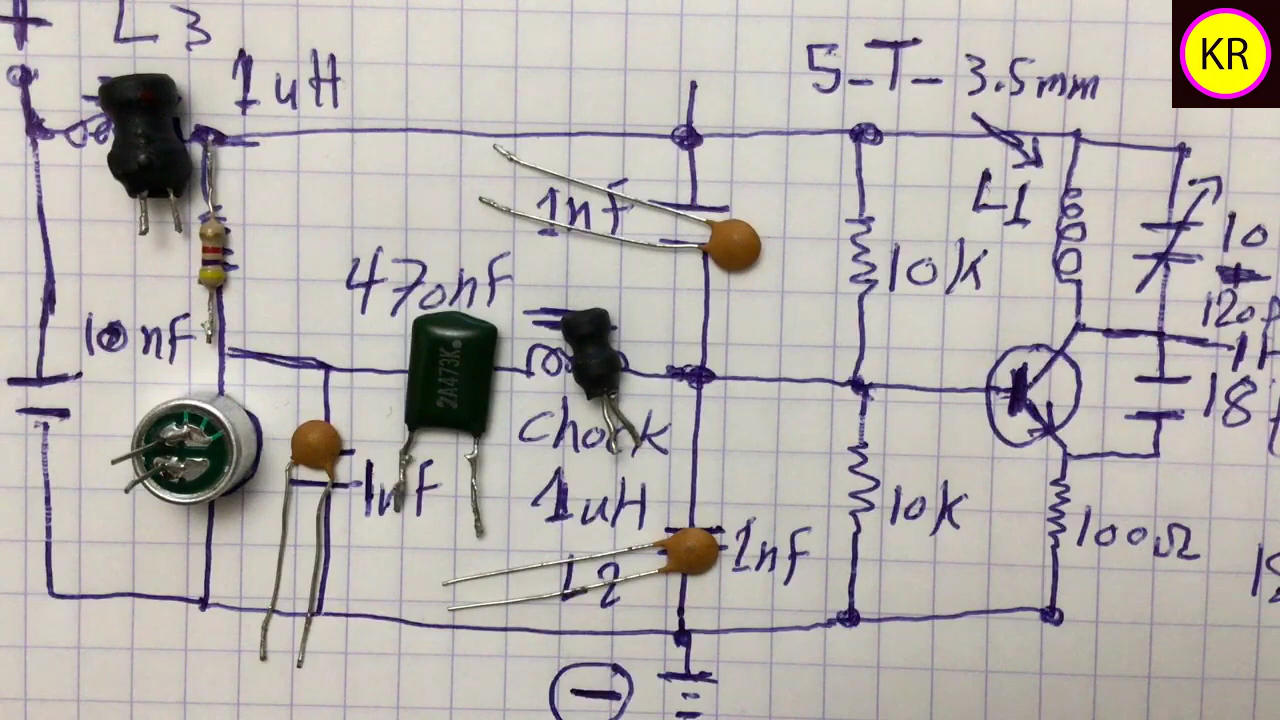 +
L3
1uH
5-T- 3.5mm
KR
L1
1nf
10k
10
120p
470nf
10nf
2A473K
18
Chock
1nF
1uH
10k
100Ω
L2
1nf
−